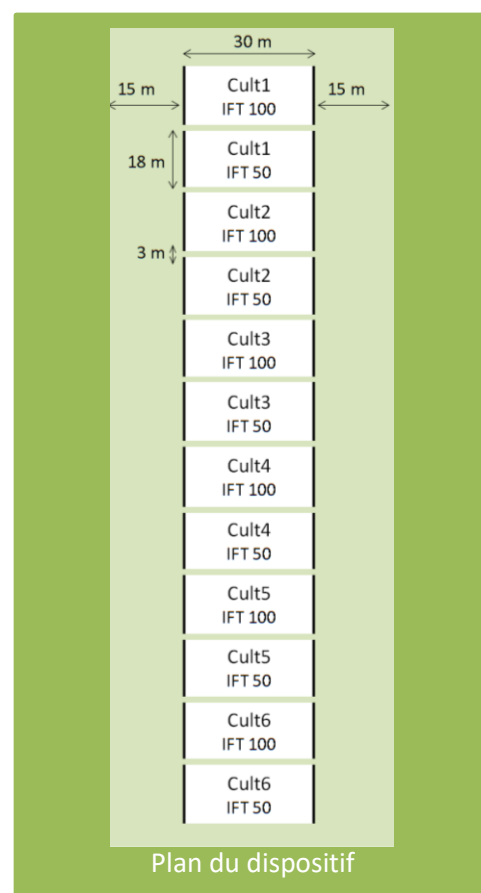 30 m
15 m
15 m
Cult1
IFT 100
18 m
Cult1
IFT 50
Cult2
IFT 100
3 m
Cult2
IFT 50
Cult3
IFT 100
Cult3
IFT 50
Cult4
IFT 100
Cult4
IFT 50
Cult5
IFT 100
Cult5
IFT 50
Cult6
IFT 100
Cult6
IFT 50
Plan du dispositif